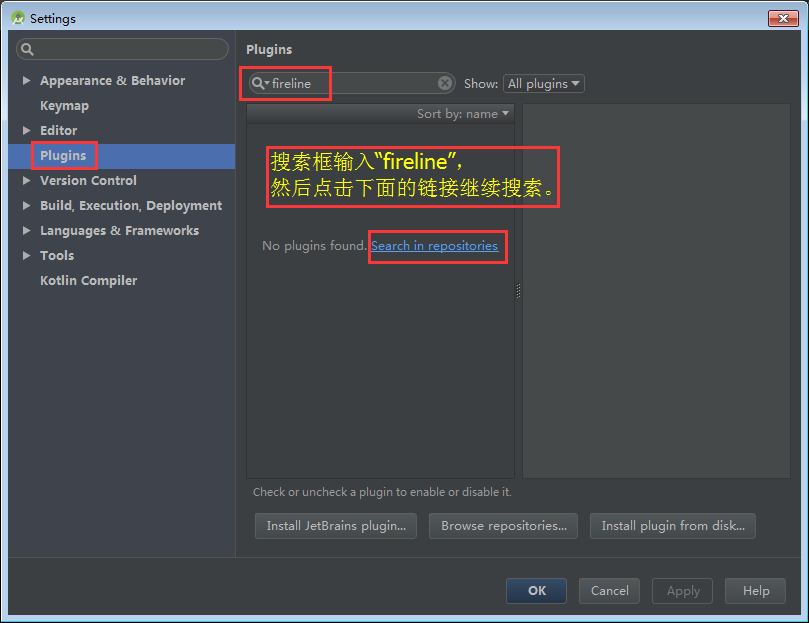 Settings
Appearance & Behavior
Keymap
Editor
Plugins
Version Control
Build, Execution, Deployment
Languages & Frameworks
Tools
Kotlin Compiler
Plugins
fireline
Show: All plugins
Sort by: name
搜索框输入“fireline”，
然后点击下面的链接继续搜索。
No plugins found. Search in repositories
Check or uncheck a plugin to enable or disable it.
Install JetBrains plugin... Browse repositories... Install plugin from disk...
OK Cancel Apply Help